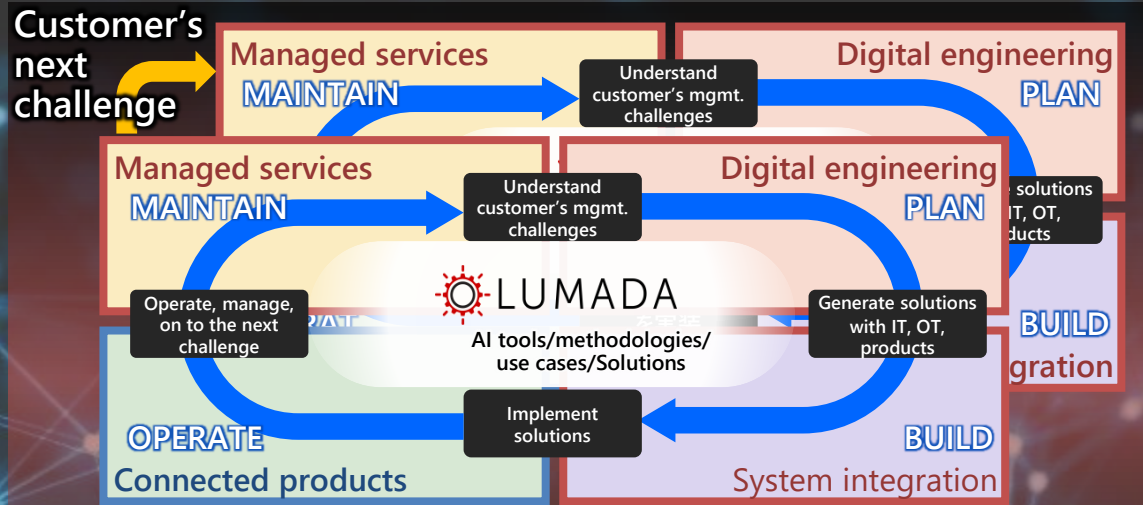 Customer's
next
challenge
Managed services
MAINTAIN
Understand
customer's mgmt.
challenges
Digital engineering
PLAN
solutions
IT, OT,
BUILD
Managed services
MAINTAIN
Understand
customer's mgmt.
challenges
Digital engineering
PLAN
Operate, manage,
on to the next
challenge
LUMADA
AI tools/methodologies/
use cases/Solutions
Generate solutions
with IT, OT,
products
Implement
solutions
OPERATE
Connected products
BUILD
System integration